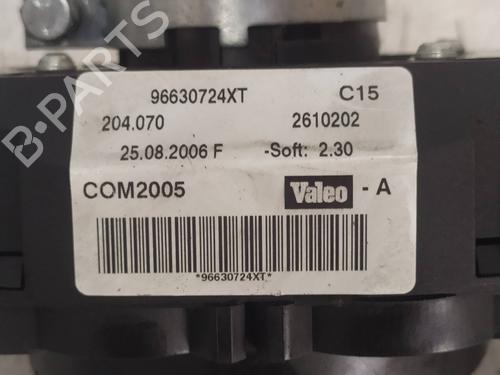 96630724XT C15
204.070 2610202
25.08.2006 F -Soft: 2.30
COM2005 Valeo - A
*96630724XT*
B-PARTS